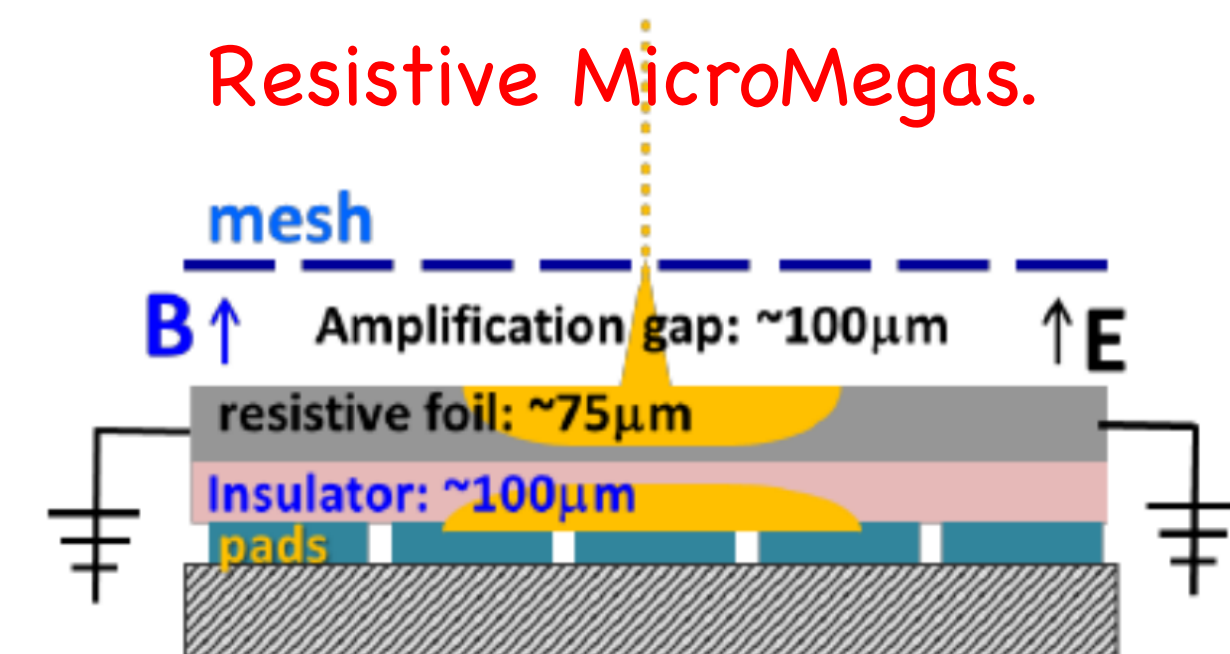 Resistive MicroMegas.
mesh
B
Amplification gap: ~100μm
E
resistive foil: ~75μm
Insulator: ~100μm
pads